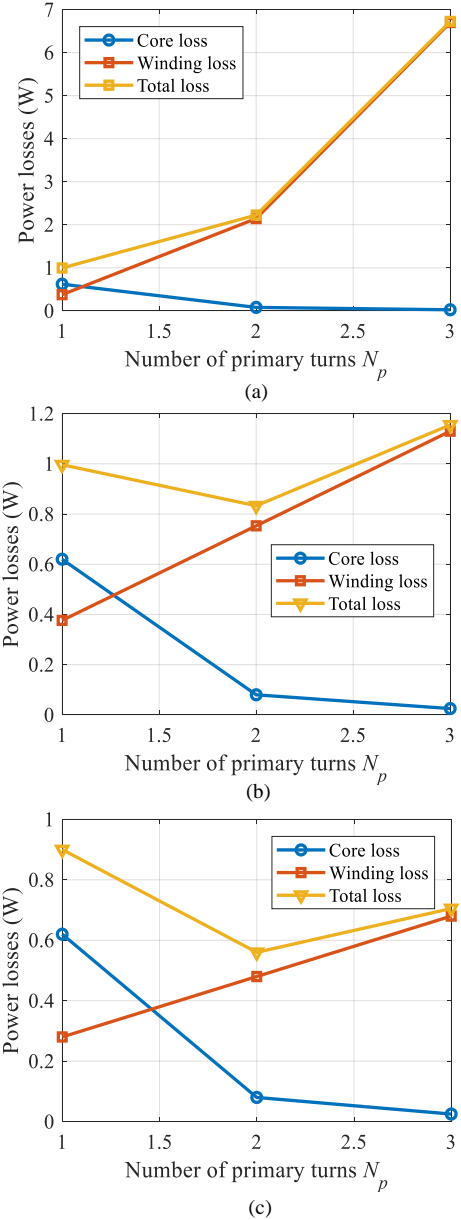 7
6
5
4
3
2
1
0
Power losses (W)
Core loss
Winding loss
Total loss
1 1.5 2 2.5 3
Number of primary turns Np
(a)
1.2
1
0.8
0.6
0.4
0.2
0
Power losses (W)
Core loss
Winding loss
Total loss
1 1.5 2 2.5 3
Number of primary turns Np
(b)
1
0.8
0.6
0.4
0.2
0
Power losses (W)
Core loss
Winding loss
Total loss
1 1.5 2 2.5 3
Number of primary turns Np
(c)